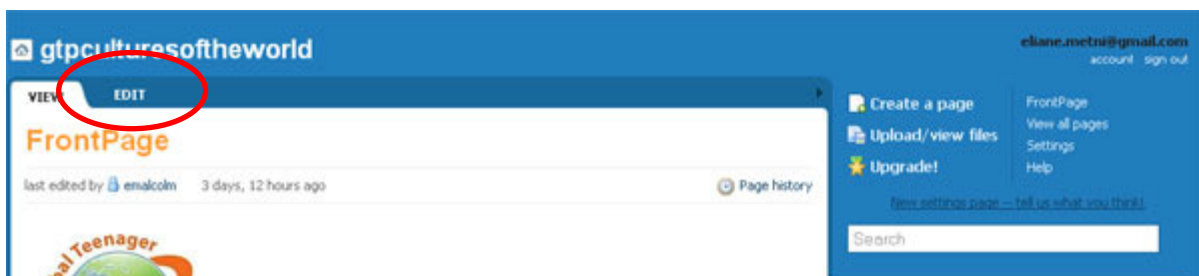 gtpculturesoftheworld
eliane.metni@gmail.com
account sign out
VIEW EDIT
FrontPage
last edited by emalcolm 3 days, 12 hours ago
Page history
Teenager
Create a page
Upload/view files
Upgrade!
FrontPage
View all pages
Settings
Help
New settings page – tell us what you think!
Search